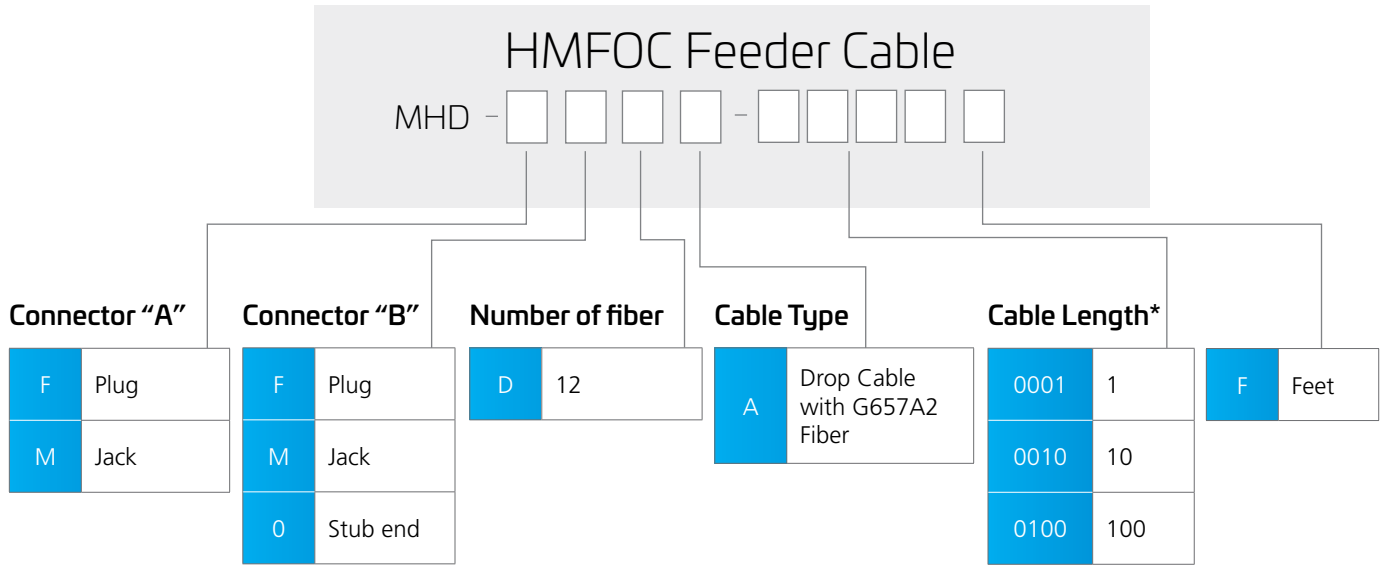 HMFOC Feeder Cable
MHD - -
Connector “A”
F Plug
M Jack
Connector “B”
F Plug
M Jack
0 Stub end
Number of fiber
D 12
Cable Type
A Drop Cable
with G657A2
Fiber
Cable Length*
0001 1
0010 10
0100 100
F Feet